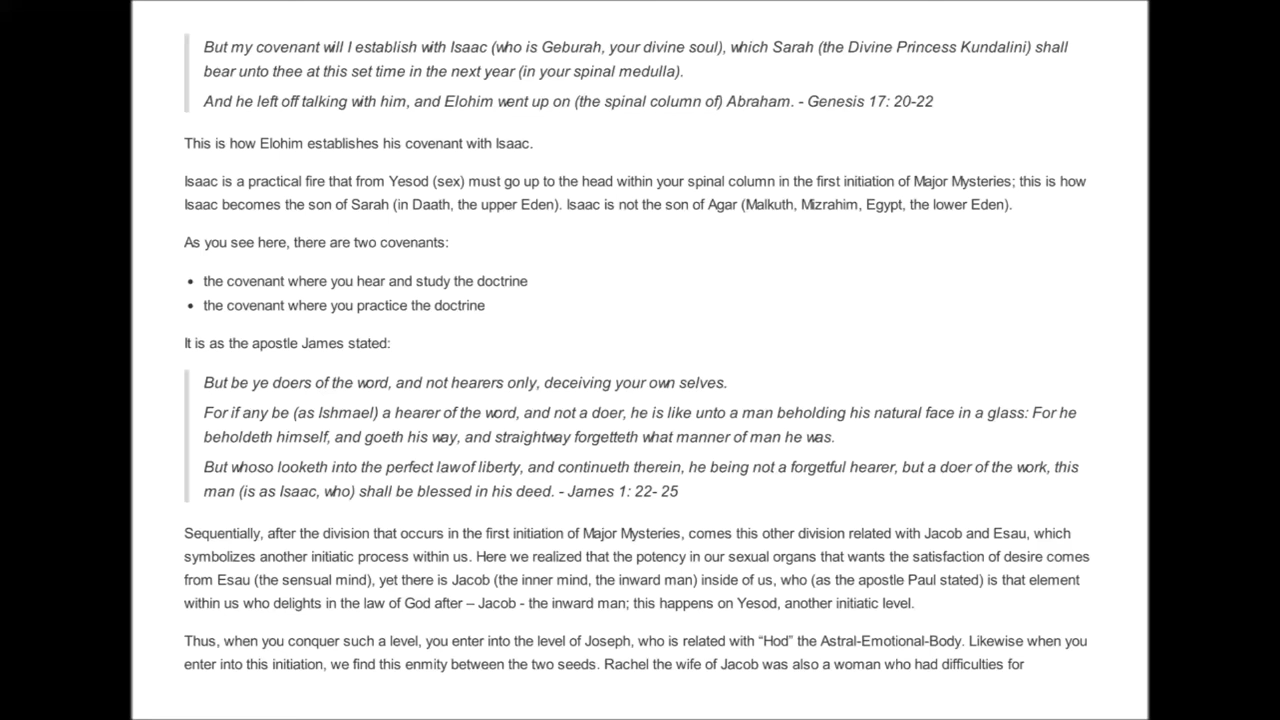 But my covenant will I establish with Isaac (who is Geburah, your divine soul), which Sarah (the Divine Princess Kundalini) shall
bear unto thee at this set time in the next year (in your spinal medulla).
And he left off talking with him, and Elohim went up on (the spinal column of) Abraham. - Genesis 17: 20-22
This is how Elohim establishes his covenant with Isaac.
Isaac is a practical fire that from Yesod (sex) must go up to the head within your spinal column in the first initiation of Major Mysteries; this is how
Isaac becomes the son of Sarah (in Daath, the upper Eden). Isaac is not the son of Agar (Malkuth, Mizrahim, Egypt, the lower Eden).
As you see here, there are two covenants:
• the covenant where you hear and study the doctrine
• the covenant where you practice the doctrine
It is as the apostle James stated:
But be ye doers of the word, and not hearers only, deceiving your own selves.
For if any be (as Ishmael) a hearer of the word, and not a doer, he is like unto a man beholding his natural face in a glass: For he
beholdeth himself, and goeth his way, and straightway forgetteth what manner of man he was.
But whoso looketh into the perfect law of liberty, and continueth therein, he being not a forgetful hearer, but a doer of the work, this
man (is as Isaac, who) shall be blessed in his deed. - James 1: 22- 25
Sequentially, after the division that occurs in the first initiation of Major Mysteries, comes this other division related with Jacob and Esau, which
symbolizes another initiatic process within us. Here we realized that the potency in our sexual organs that wants the satisfaction of desire comes
from Esau (the sensual mind), yet there is Jacob (the inner mind, the inward man) inside of us, who (as the apostle Paul stated) is that element
within us who delights in the law of God after – Jacob - the inward man; this happens on Yesod, another initiatic level.
Thus, when you conquer such a level, you enter into the level of Joseph, who is related with “Hod” the Astral-Emotional-Body. Likewise when you
enter into this initiation, we find this enmity between the two seeds. Rachel the wife of Jacob was also a woman who had difficulties for